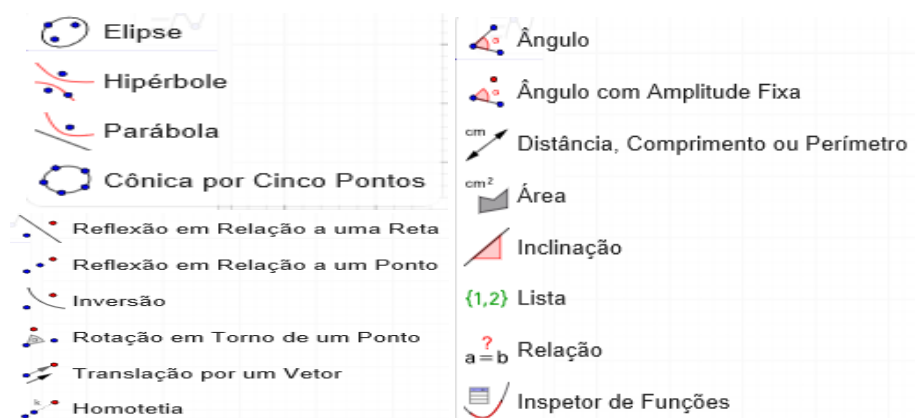 Elipse
Hipérbole
Parábola
Cônica por Cinco Pontos
Reflexão em Relação a uma Reta
Reflexão em Relação a um Ponto
Inversão
Rotação em Torno de um Ponto
Translação por um Vetor
k
Homotetia
α
Ângulo
α
Ângulo com Amplitude Fixa
cm
Distância, Comprimento ou Perímetro
cm²
Área
Inclinação
{1,2} Lista
?
a=b Relação
Inspetor de Funções